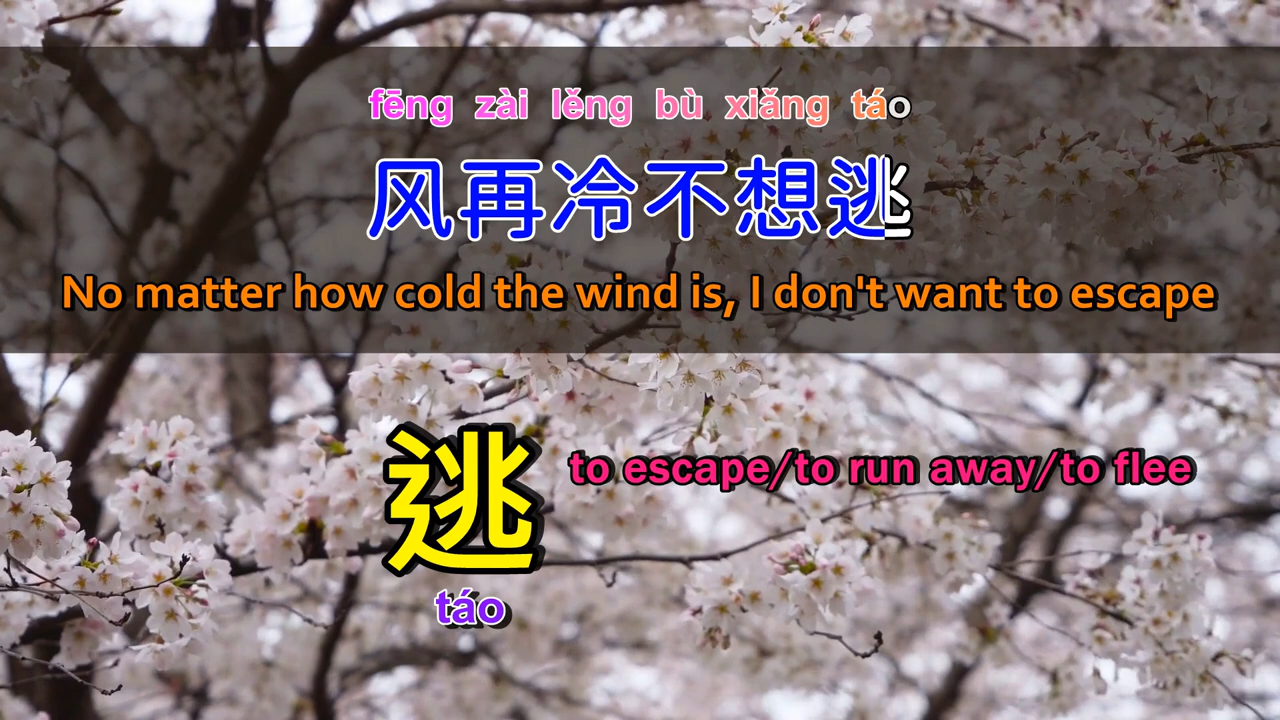 fēng zài lěng bù xiǎng táo
风再冷不想逃
No matter how cold the wind is, I don't want to escape
逃
to escape/to run away/to flee
táo